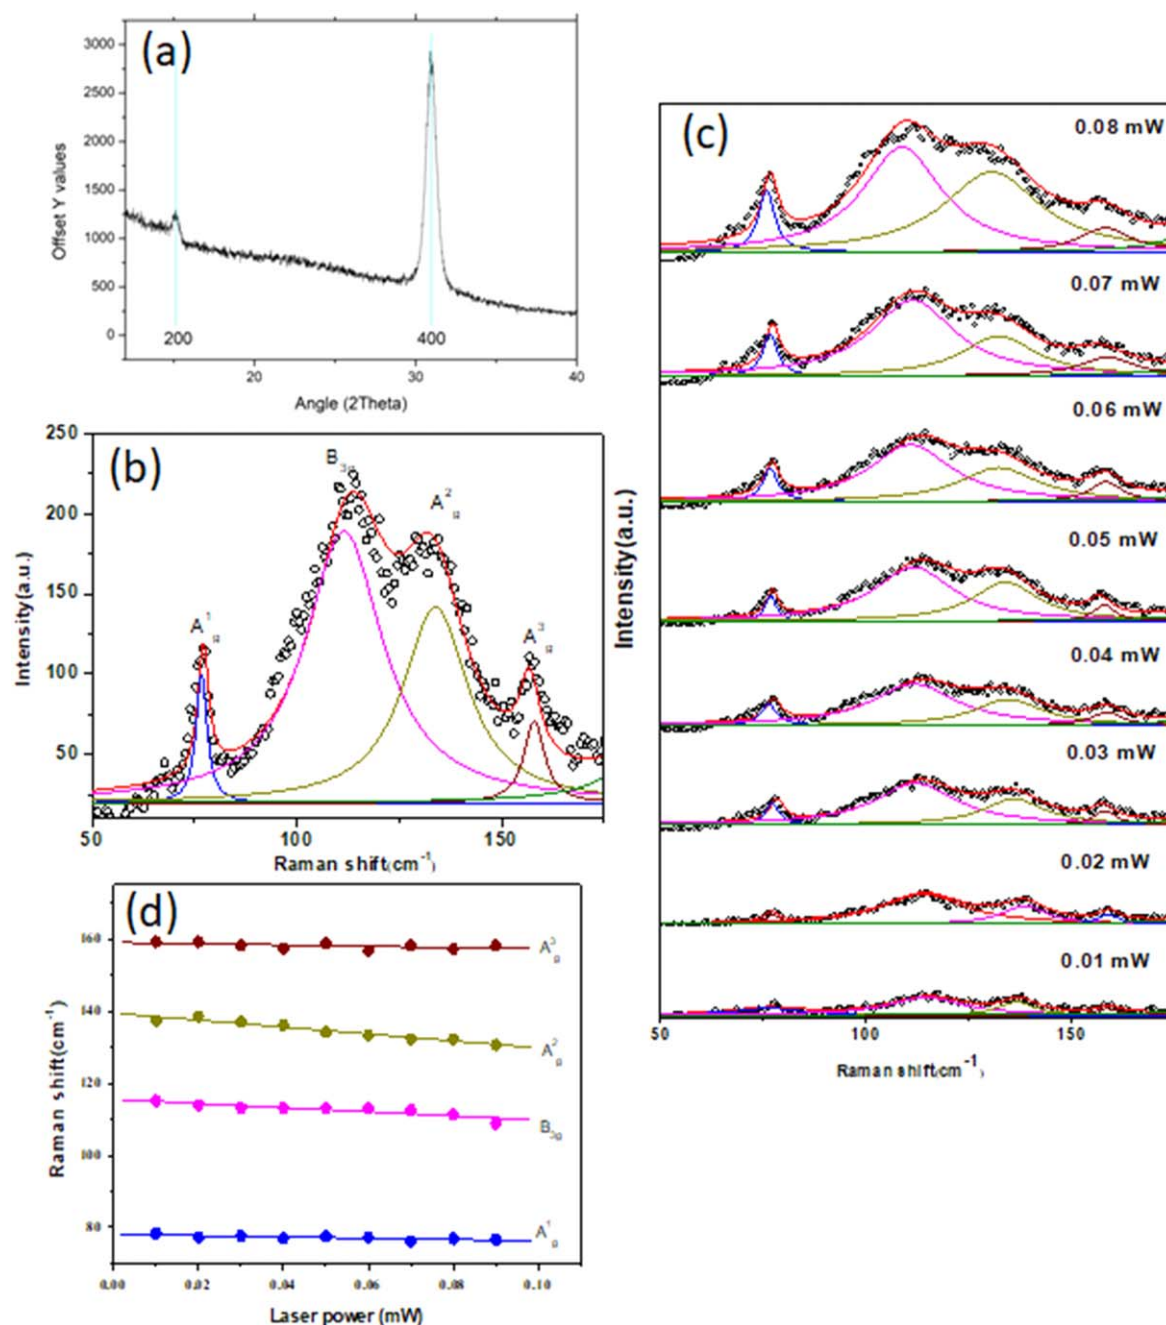 (a)
3000
2500
2000
1500
1000
500
0
Offset Y values
200
400
20
30
40
Angle (2Theta)
(b)
250
200
150
100
50
Intensity(a.u.)
A¹g
B3g
A²g
A³g
50
100
150
Raman shift(cm⁻¹)
(c)
0.08 mW
0.07 mW
0.06 mW
0.05 mW
0.04 mW
0.03 mW
0.02 mW
0.01 mW
Intensity(a.u.)
50
100
150
Raman shift(cm⁻¹)
(d)
160
140
120
100
80
Raman shift(cm⁻¹)
A³g
A²g
B3g
A¹g
0.00
0.02
0.04
0.06
0.08
0.10
Laser power (mW)